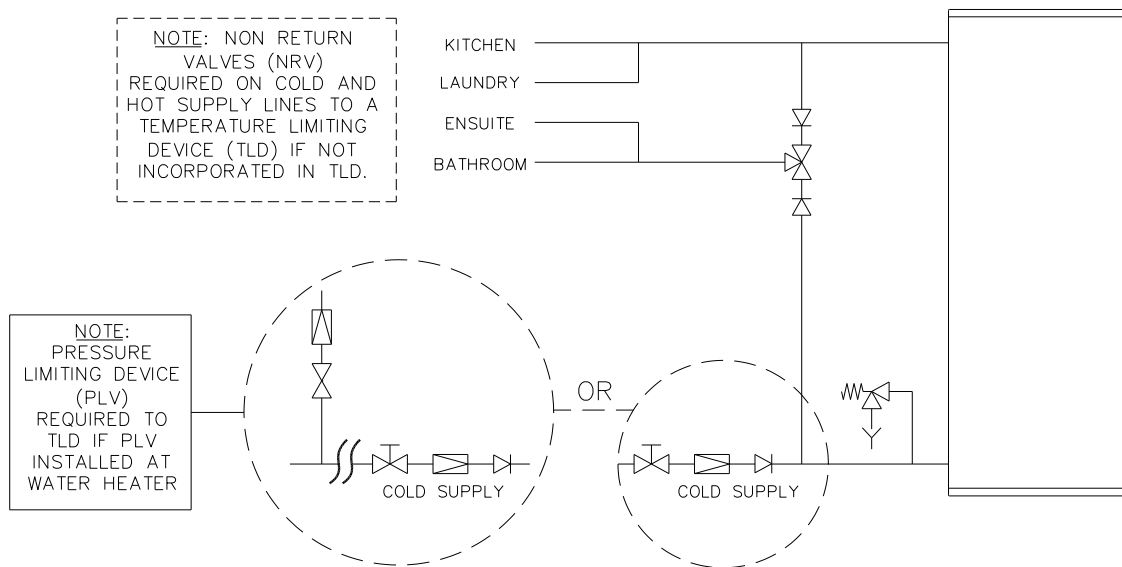 NOTE: NON RETURN
VALVES (NRV)
REQUIRED ON COLD AND
HOT SUPPLY LINES TO A
TEMPERATURE LIMITING
DEVICE (TLD) IF NOT
INCORPORATED IN TLD.
KITCHEN
LAUNDRY
ENSUITE
BATHROOM
NOTE:
PRESSURE
LIMITING DEVICE
(PLV)
REQUIRED TO
TLD IF PLV
INSTALLED AT
WATER HEATER
OR
COLD SUPPLY
COLD SUPPLY